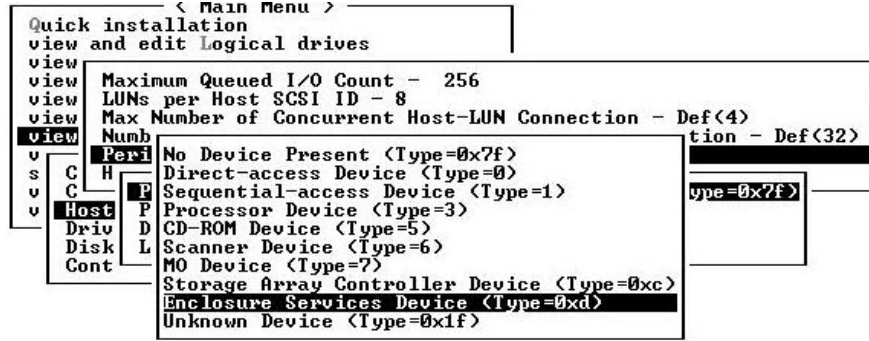 < Main Menu >
Quick installation
view and edit Logical drives
view
view Maximum Queued I/O Count - 256
view LUNs per Host SCSI ID - 8
view Max Number of Concurrent Host-LUN Connection - Def(4)
view Numb tion - Def(32)
v Peri No Device Present (Type=0x7f)
s C H Direct-access Device (Type=0)
v C P Sequential-access Device (Type=1) ype=0x7f)
v Host P Processor Device (Type=3)
Driv D CD-ROM Device (Type=5)
Disk L Scanner Device (Type=6)
Cont MO Device (Type=7)
Storage Array Controller Device (Type=0xc)
Enclosure Services Device (Type=0xd)
Unknown Device (Type=0x1f)